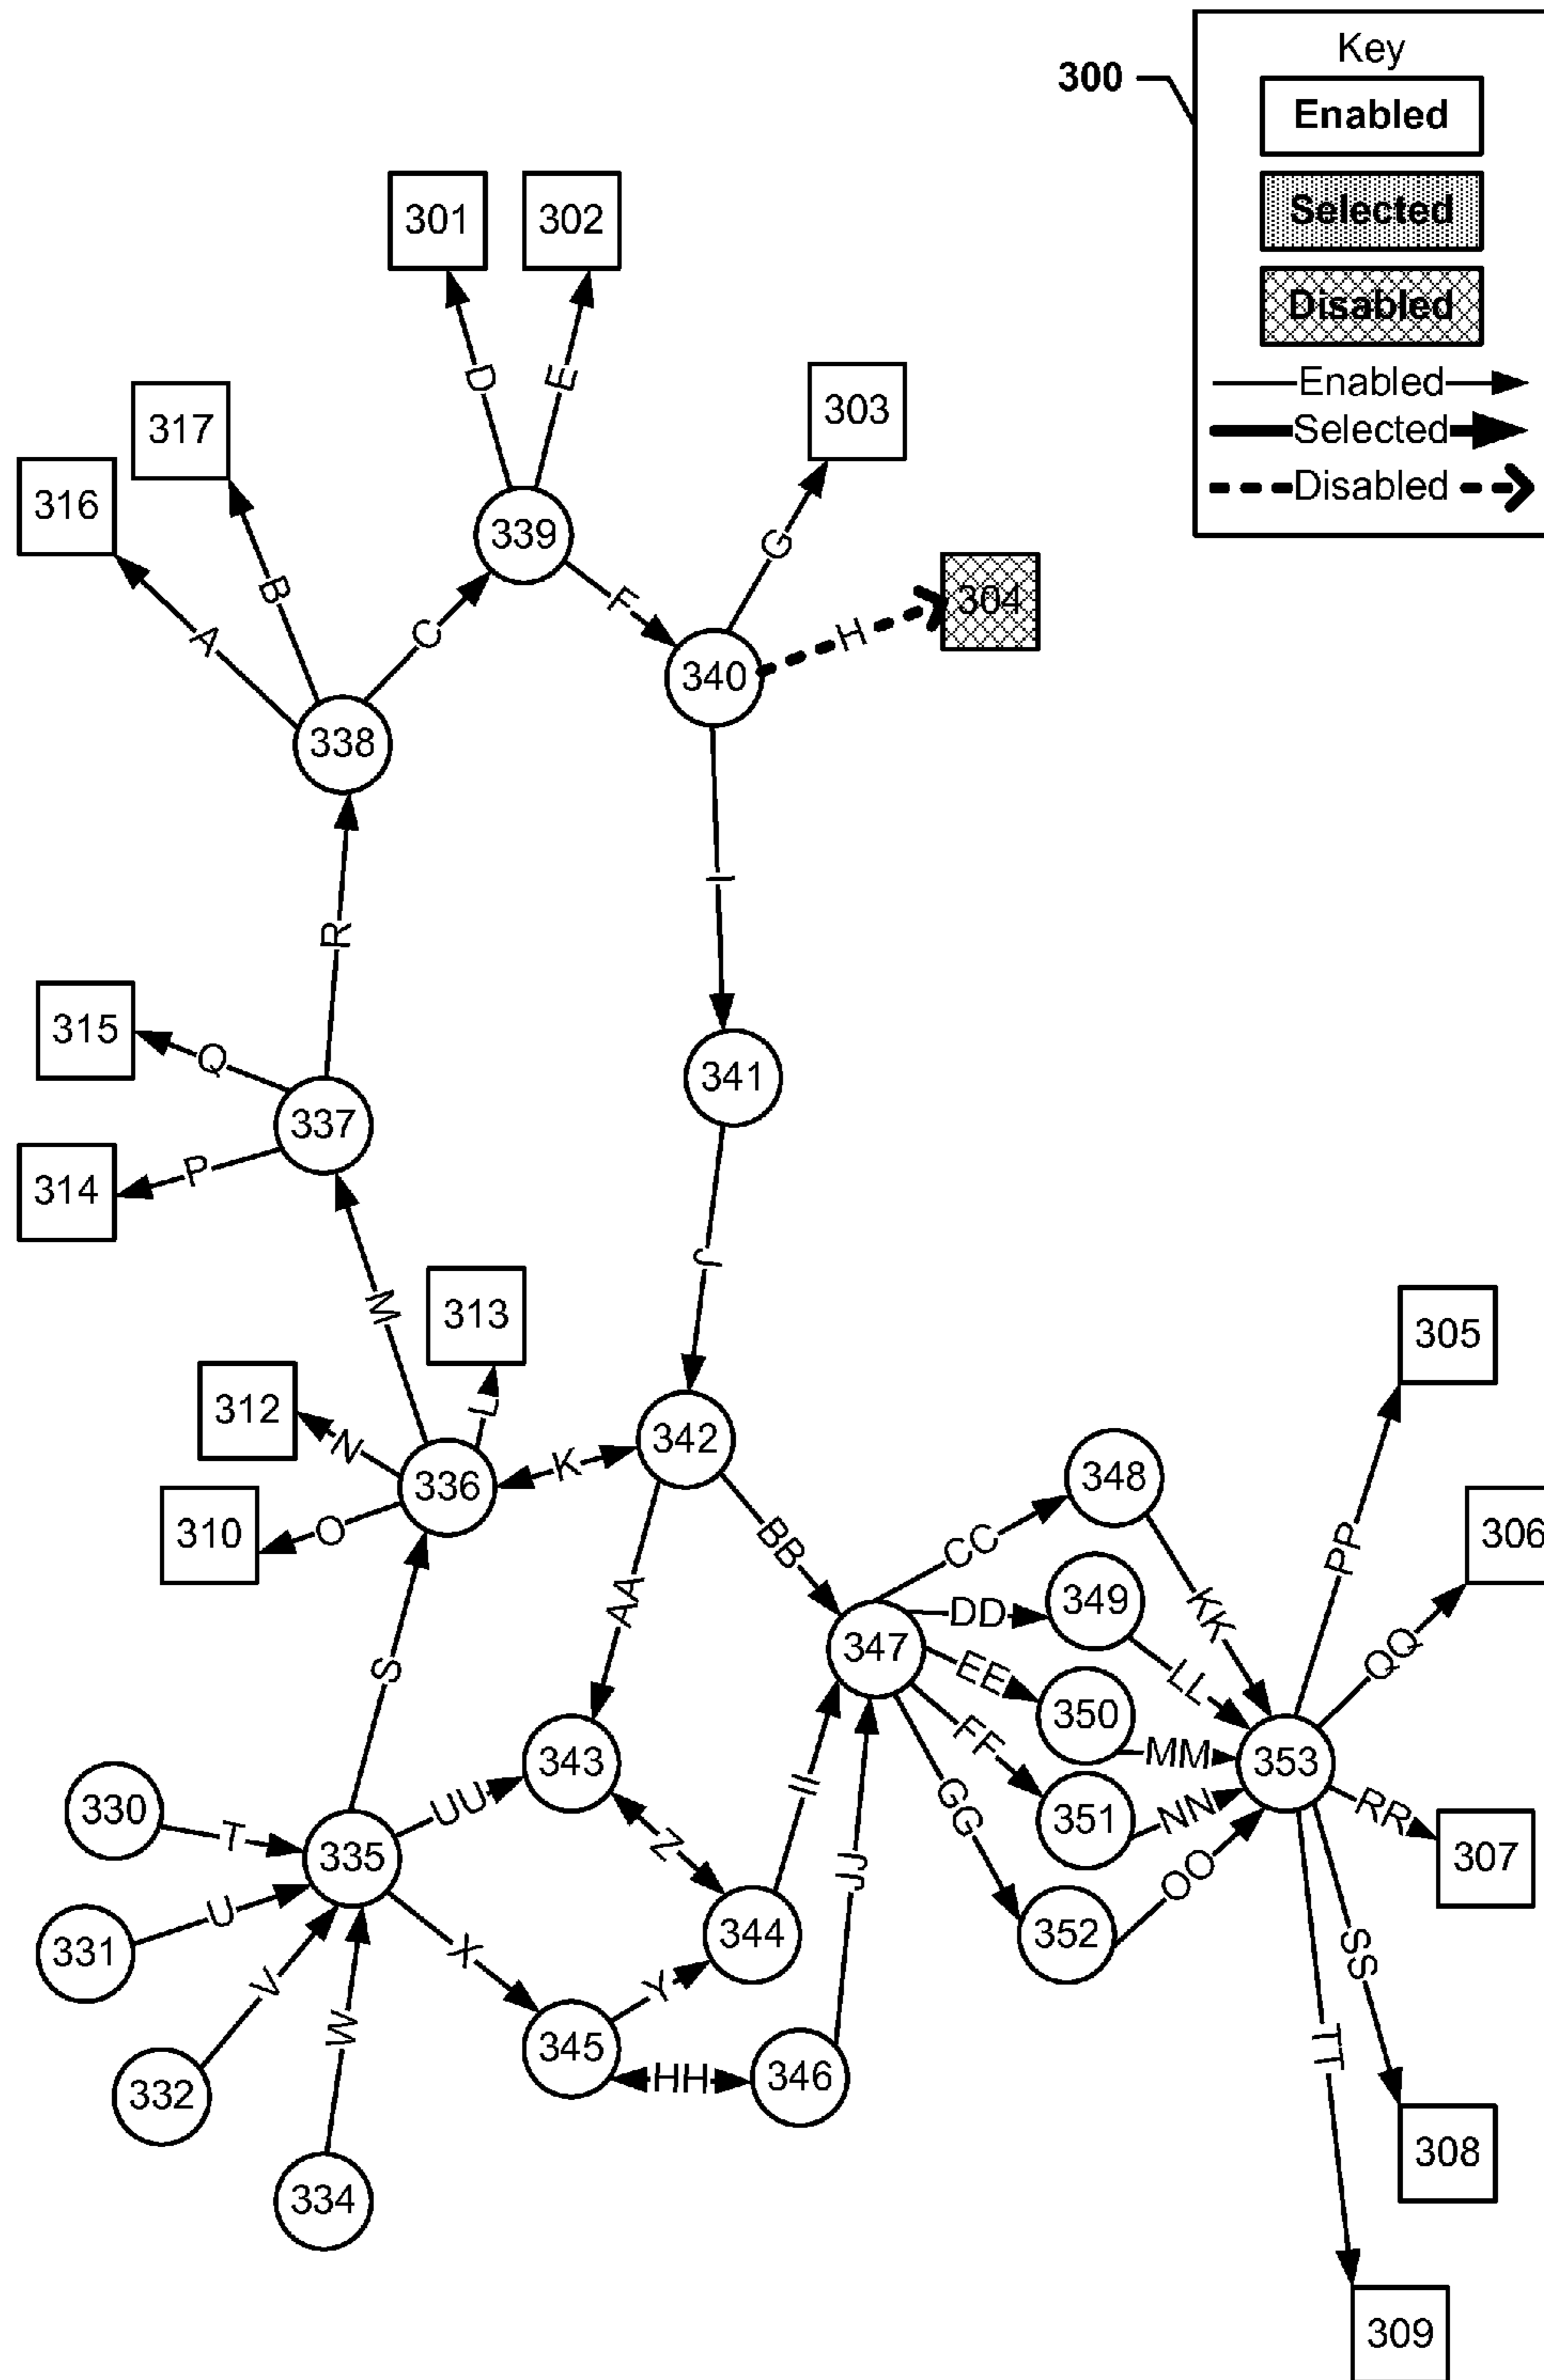 Key
300
Enabled
Selected
Disabled
Enabled
Selected
Disabled
301
302
303
317
316
D
E
G
304
339
B
A
C
F
H
340
338
I
R
315
Q
341
337
P
314
M
J
313
305
312
L
N
342
K
348
336
310
O
PP
306
BB
CC
AA
DD
349
KK
S
347
EE
LL
QQ
350
FF
MM
353
343
II
330
UU
GG
351
NN
RR
T
335
Z
JJ
OO
307
U
331
X
344
352
SS
V
Y
W
TT
345
HH
346
332
308
334
309